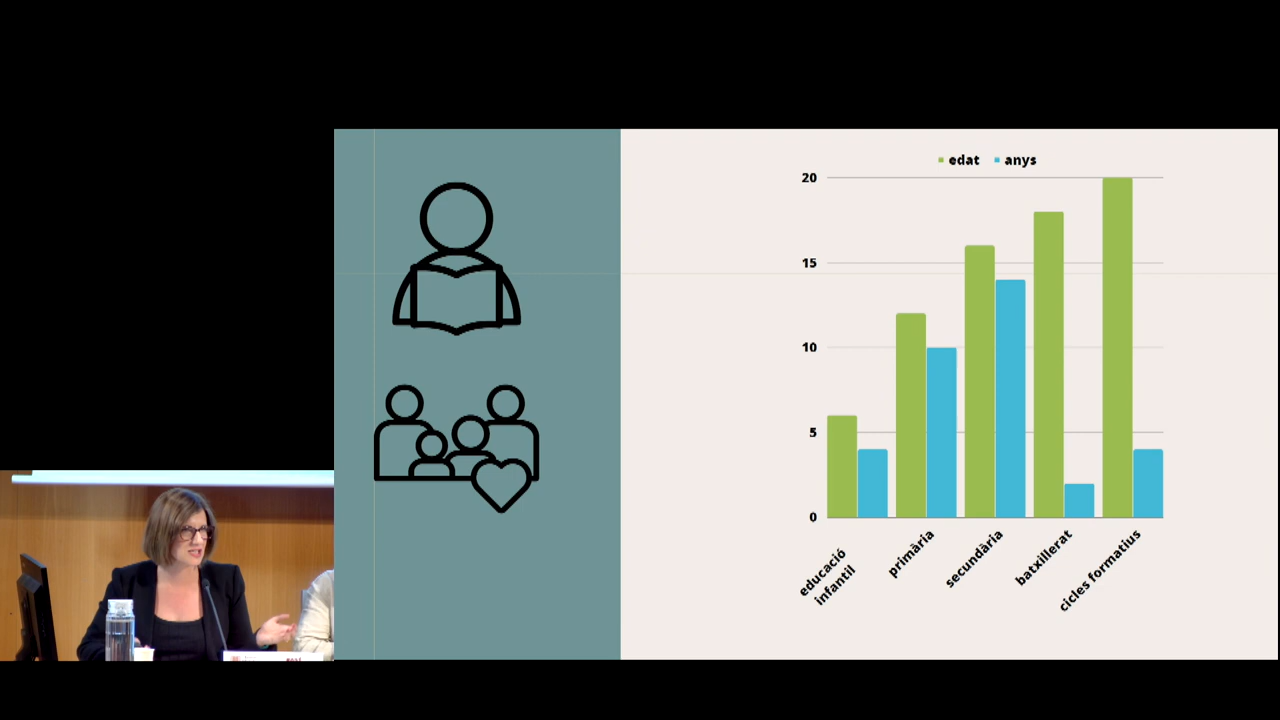 edat anys
20
15
10
5
0
educació
infantil
primària
secundària
batxillerat
cicles formatius